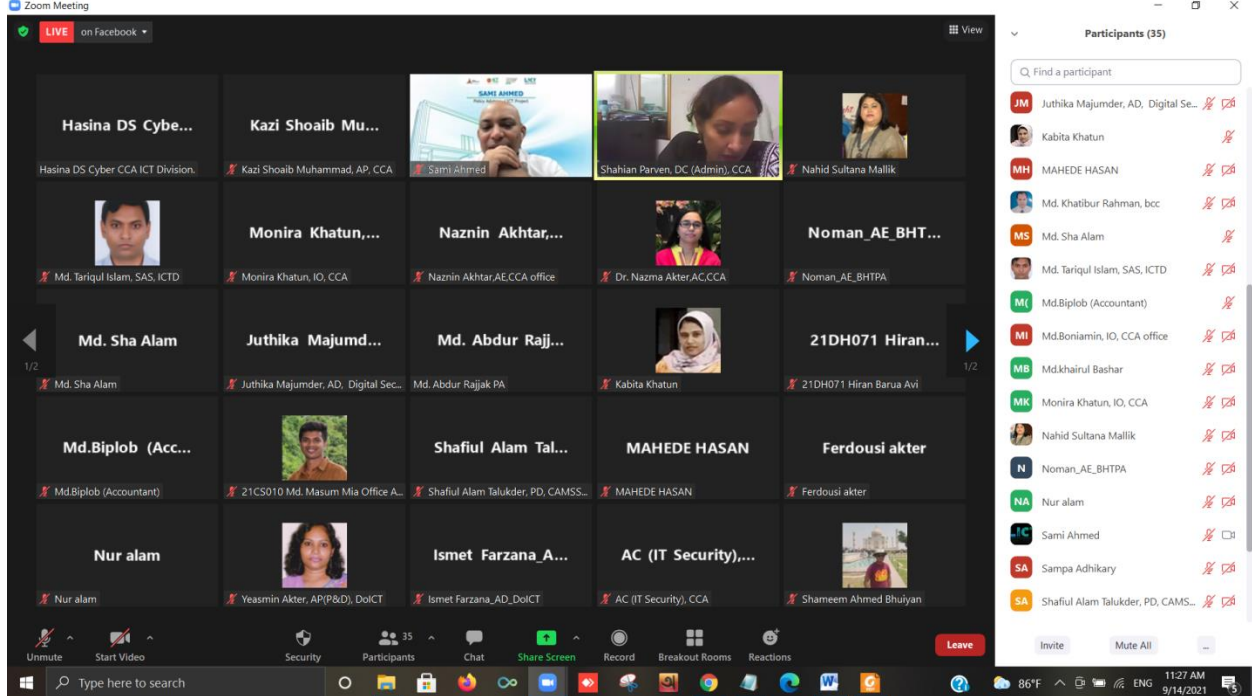 Zoom Meeting
LIVE on Facebook
View
Hasina DS Cybe...
Hasina DS Cyber CCA ICT Division.
Kazi Shoaib Mu...
Kazi Shoaib Muhammad, AP, CCA
SAMI AHMED
Sami Ahmed
Shahian Parven, DC (Admin), CCA
Nahid Sultana Mallik
Md. Tariqul Islam, SAS, ICTD
Monira Khatun,...
Monira Khatun, IO, CCA
Naznin Akhtar,...
Naznin Akhtar,AE,CCA office
Dr. Nazma Akter,AC,CCA
Noman_AE_BHT...
Noman_AE_BHTPA
1/2
Md. Sha Alam
Md. Sha Alam
Juthika Majumd...
Juthika Majumder, AD, Digital Sec...
Md. Abdur Rajj...
Md. Abdur Rajjak PA
Kabita Khatun
21DH071 Hiran...
21DH071 Hiran Barua Avi
1/2
Md.Biplob (Acc...
Md.Biplob (Accountant)
21CS010 Md. Masum Mia Office A...
Shafiul Alam Tal...
Shafiul Alam Talukder, PD, CAMSS...
MAHEDE HASAN
MAHEDE HASAN
Ferdousi akter
Ferdousi akter
Nur alam
Nur alam
Yeasmin Akter, AP(P&D), DoICT
Ismet Farzana_A...
Ismet Farzana_AD_DoICT
AC (IT Security),...
AC (IT Security), CCA
Shameem Ahmed Bhuiyan
Unmute
Start Video
Security
35
Participants
Chat
Share Screen
Record
Breakout Rooms
Reactions
Leave
Participants (35)
Find a participant
JM Juthika Majumder, AD, Digital Se...
Kabita Khatun
MH MAHEDE HASAN
Md. Khatibur Rahman, bcc
MS Md. Sha Alam
Md. Tariqul Islam, SAS, ICTD
M( Md.Biplob (Accountant)
MI Md.Boniamin, IO, CCA office
MB Md.khairul Bashar
MK Monira Khatun, IO, CCA
Nahid Sultana Mallik
N Noman_AE_BHTPA
NA Nur alam
Sami Ahmed
SA Sampa Adhikary
SA Shafiul Alam Talukder, PD, CAMS...
Invite
Mute All
...
Type here to search
86°F
ENG
11:27 AM
9/14/2021